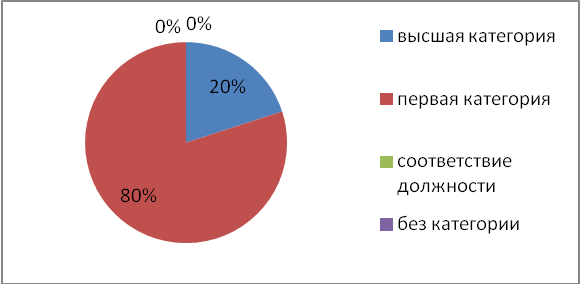 0% 0%
20%
80%
высшая категория
первая категория
соответствие
должности
без категории